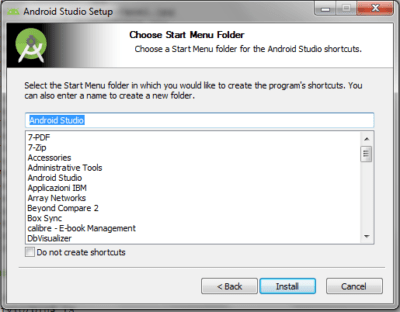 Android Studio Setup
Choose Start Menu Folder
Choose a Start Menu folder for the Android Studio shortcuts.
Select the Start Menu folder in which you would like to create the program's shortcuts. You
can also enter a name to create a new folder.
Android Studio
7-PDF
7-Zip
Accessories
Administrative Tools
Android Studio
Applicazioni IBM
Array Networks
Beyond Compare 2
Box Sync
calibre - E-book Management
DbVisualizer
Do not create shortcuts
< Back
Install
Cancel